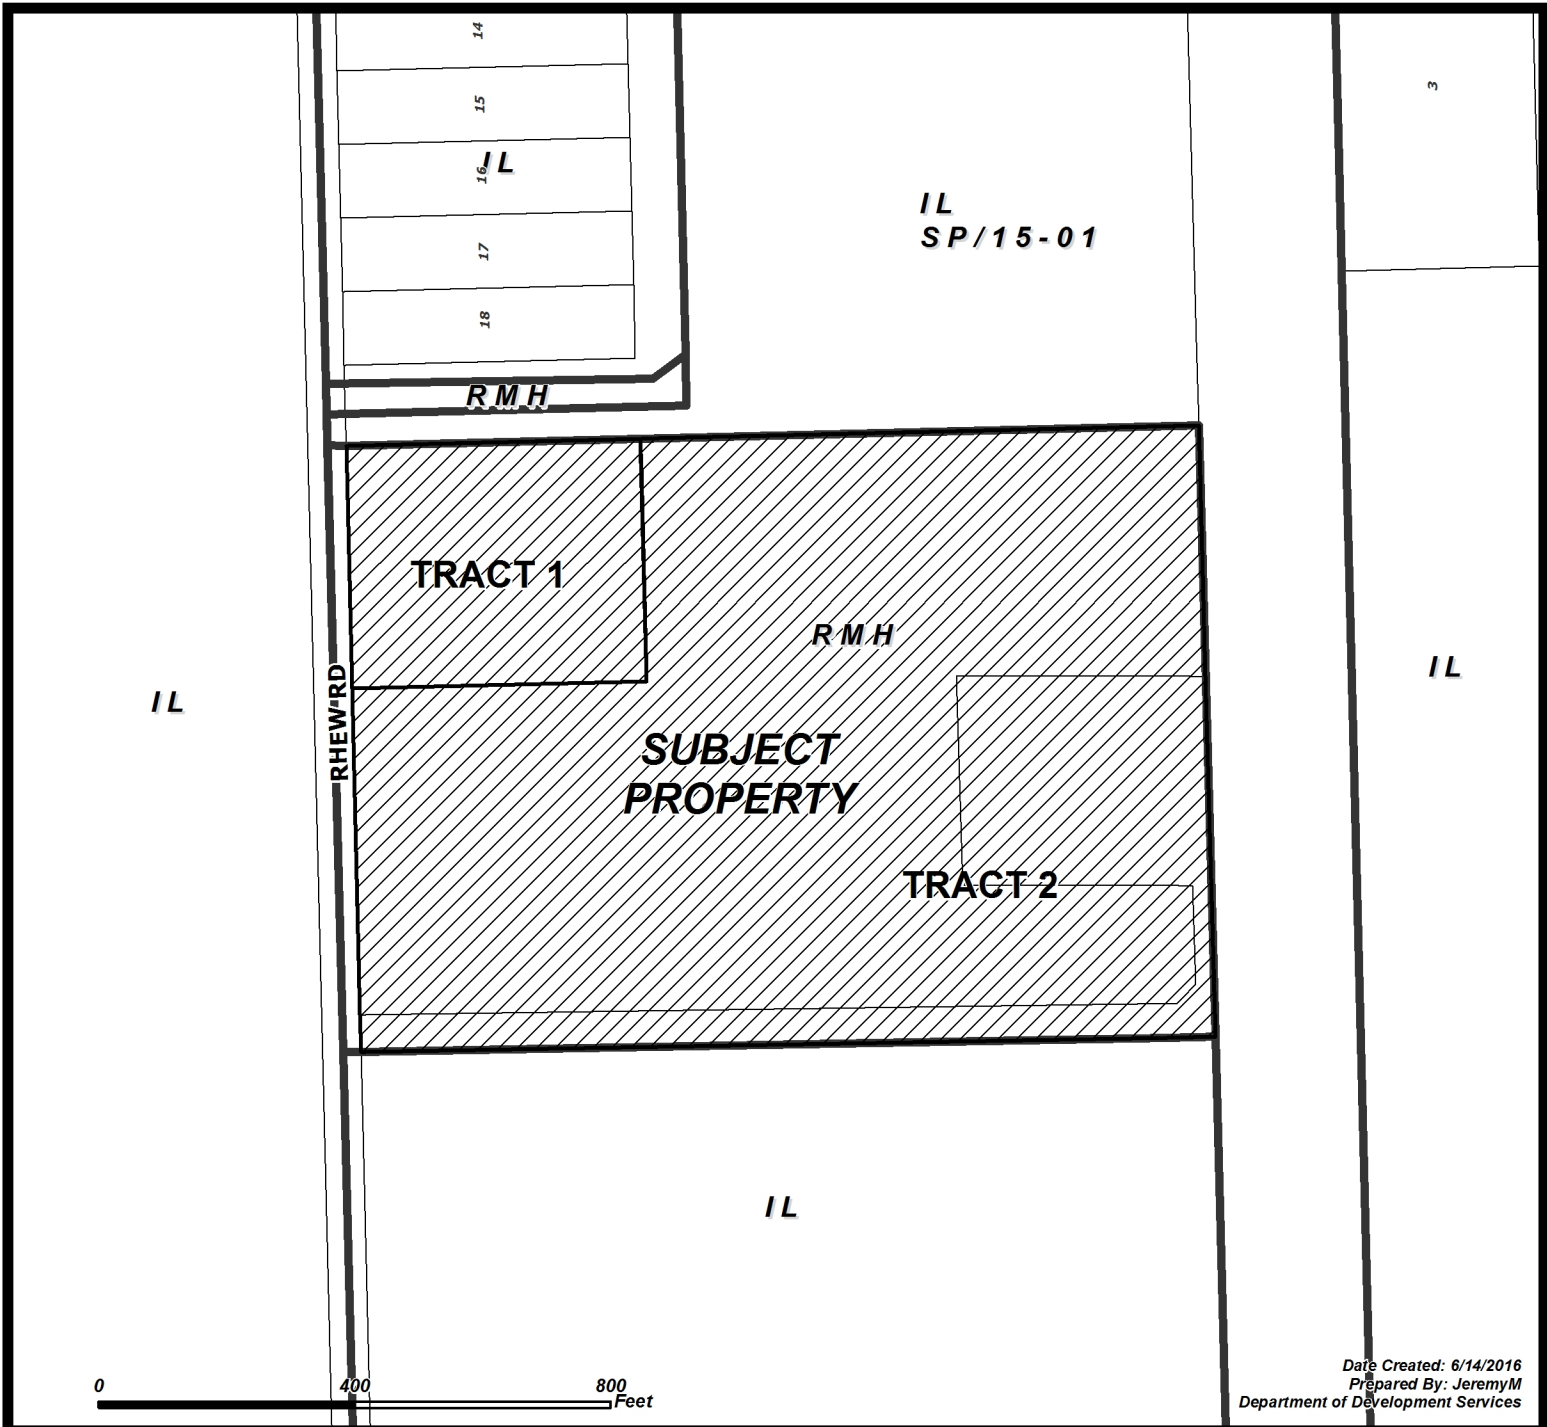 14
15
16
I L
17
18
3
I L
S P / 1 5 - 0 1
R M H
TRACT 1
R M H
I L
I L
RHEW RD
SUBJECT
PROPERTY
TRACT 2
I L
0 400 800
Feet
Date Created: 6/14/2016
Prepared By: JeremyM
Department of Development Services